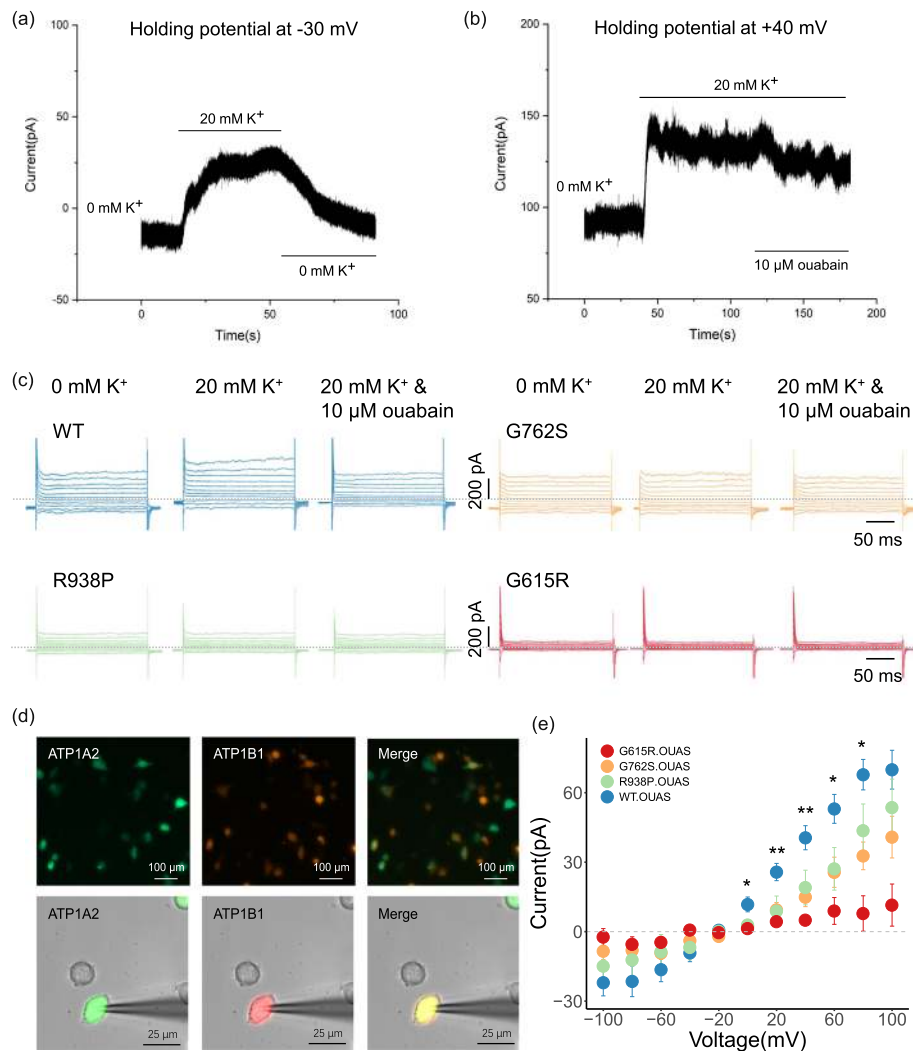 (a)
Holding potential at -30 mV
100
50
0
-50
50
Current(pA)
20 mM K⁺
0 mM K⁺
0 mM K⁺
0
50
100
Time(s)
(b)
Holding potential at +40 mV
200
150
100
50
Current(pA)
20 mM K⁺
0 mM K⁺
10 μM ouabain
0
50
100
150
200
Time(s)
(c)
0 mM K⁺
20 mM K⁺
20 mM K⁺ &
10 μM ouabain
0 mM K⁺
20 mM K⁺
20 mM K⁺ &
10 μM ouabain
WT
G762S
200 pA
50 ms
R938P
G615R
200 pA
50 ms
(d)
ATP1A2
100 μm
ATP1B1
100 μm
Merge
100 μm
ATP1A2
25 μm
ATP1B1
25 μm
Merge
25 μm
(e)
G615R.OUAS
G762S.OUAS
R938P.OUAS
WT.OUAS
*
**
**
*
*
60
30
0
−30
Current(pA)
−100
−60
−20
20
60
100
Voltage(mV)